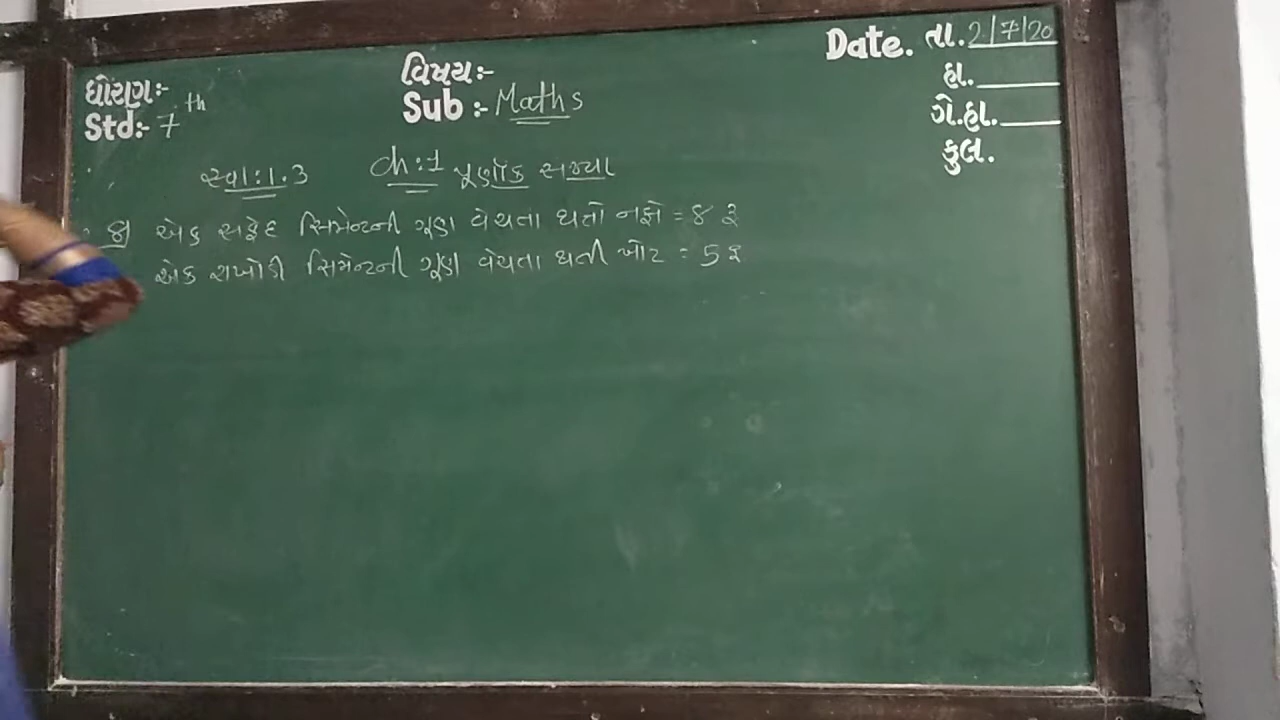 ધોરણ:-
Std:- 7th
વિષય:-
Sub :- Maths
Date. તા. 2/7/20
હા.
ગે.હા.
કુલ.
સ્વા:1.3 ch:1 પૂર્ણાંક સંખ્યા
એક સફેદ સિમેન્ટની ગૂણ વેચતા થતો નફો = ૪ રૂ
એક રાખોડી સિમેન્ટની ગૂણ વેચતા થતી ખોટ = 5 રૂ